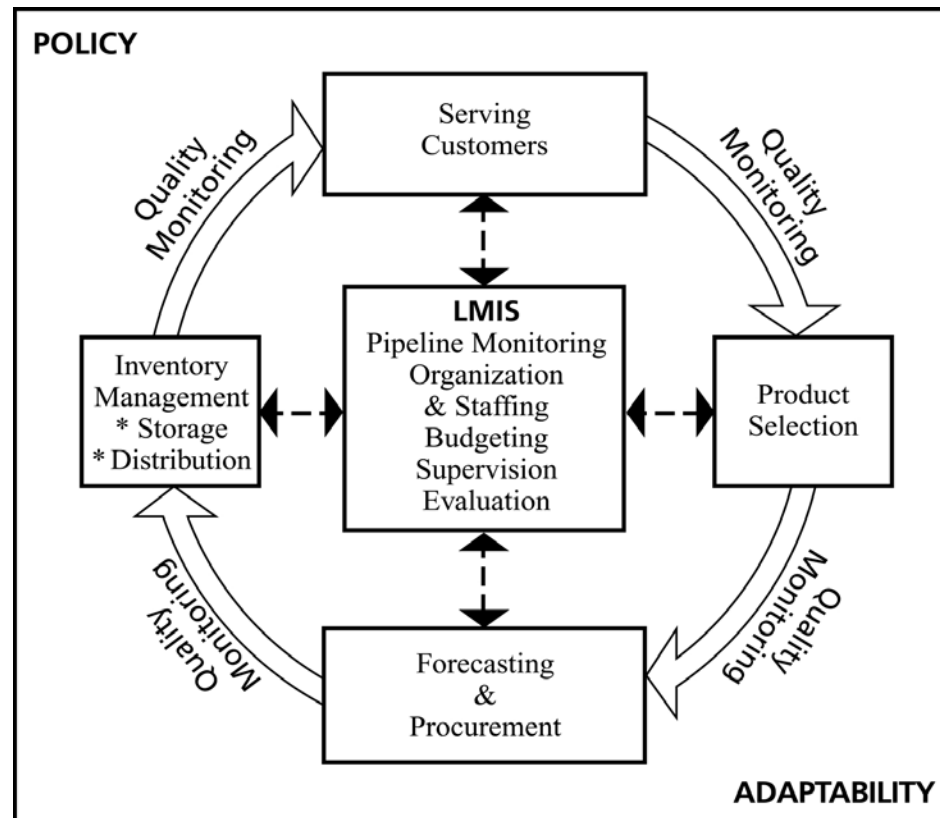 POLICY
Serving
Customers
Quality
Monitoring
Quality
Monitoring
LMIS
Pipeline Monitoring
Organization
& Staffing
Budgeting
Supervision
Evaluation
Inventory
Management
* Storage
* Distribution
Product
Selection
Quality
Monitoring
Quality
Monitoring
Forecasting
&
Procurement
ADAPTABILITY